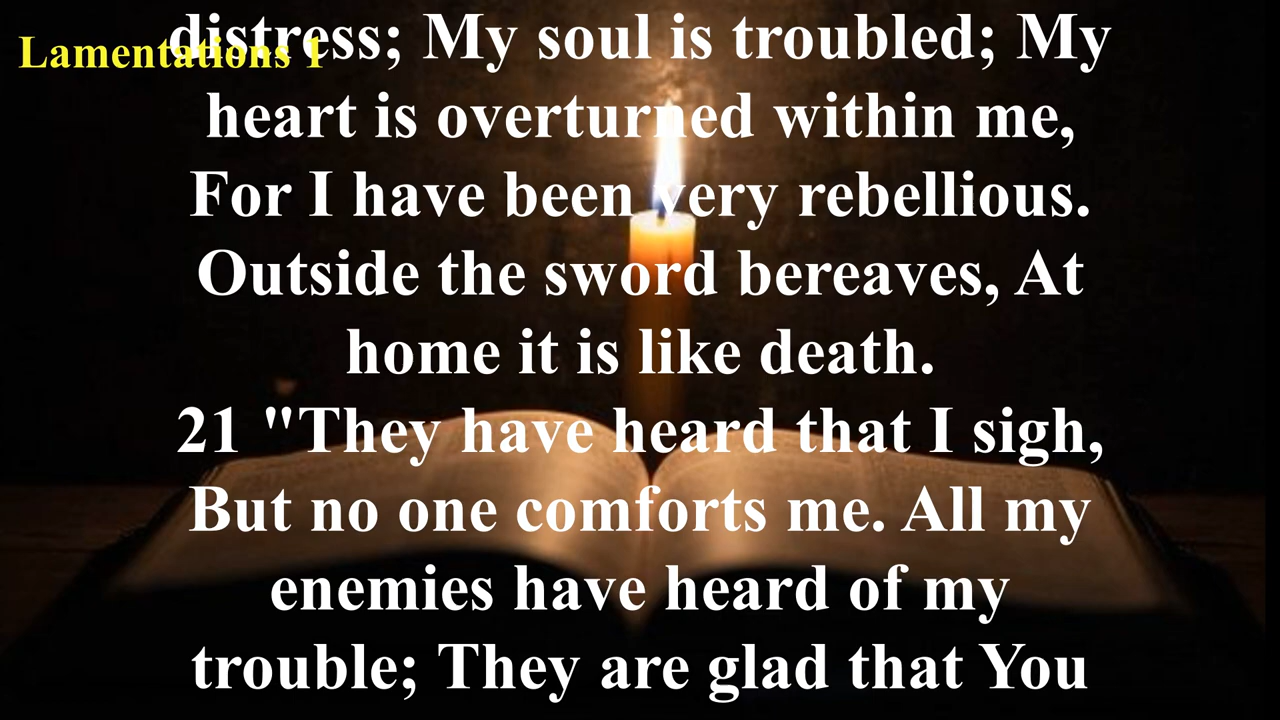 Lamentations 1
distress; My soul is troubled; My
heart is overturned within me,
For I have been very rebellious.
Outside the sword bereaves, At
home it is like death.
21 "They have heard that I sigh,
But no one comforts me. All my
enemies have heard of my
trouble; They are glad that You